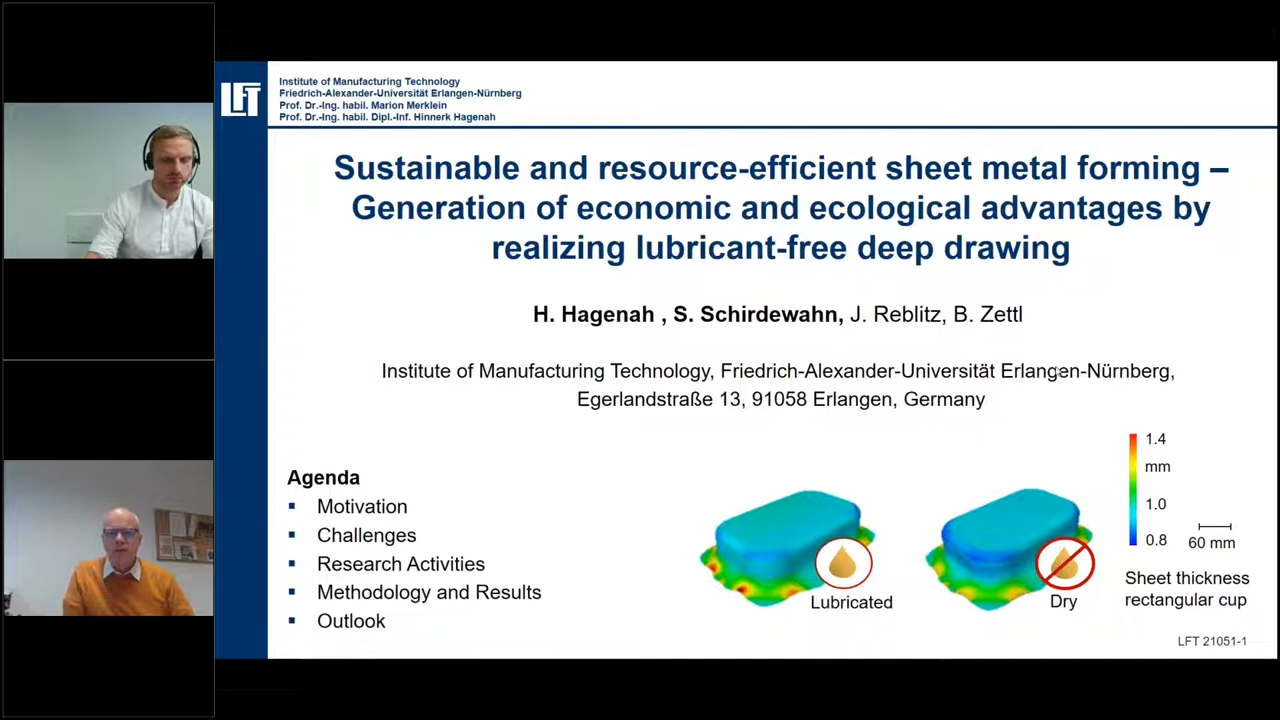 LFT
Institute of Manufacturing Technology
Friedrich-Alexander-Universität Erlangen-Nürnberg
Prof. Dr.-Ing. habil. Marion Merklein
Prof. Dr.-Ing. habil. Dipl.-Inf. Hinnerk Hagenah
Sustainable and resource-efficient sheet metal forming –
Generation of economic and ecological advantages by
realizing lubricant-free deep drawing
H. Hagenah , S. Schirdewahn, J. Reblitz, B. Zettl
Institute of Manufacturing Technology, Friedrich-Alexander-Universität Erlangen-Nürnberg,
Egerlandstraße 13, 91058 Erlangen, Germany
Agenda
▪ Motivation
▪ Challenges
▪ Research Activities
▪ Methodology and Results
▪ Outlook
Lubricated
Dry
1.4
mm
1.0
0.8
60 mm
Sheet thickness
rectangular cup
LFT 21051-1